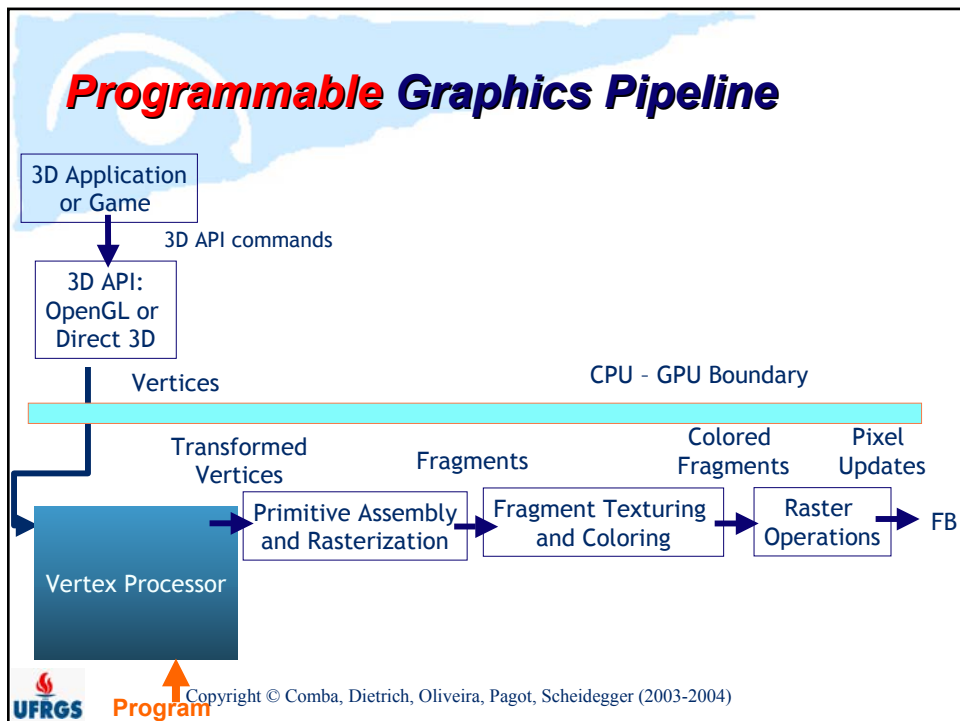 Programmable Graphics Pipeline
3D Application
or Game
3D API commands
3D API:
OpenGL or
Direct 3D
Vertices
CPU – GPU Boundary
Transformed
Vertices
Fragments
Colored
Fragments
Pixel
Updates
Primitive Assembly
and Rasterization
Fragment Texturing
and Coloring
Raster
Operations
FB
Vertex Processor
UFRGS
Program
Copyright © Comba, Dietrich, Oliveira, Pagot, Scheidegger (2003-2004)